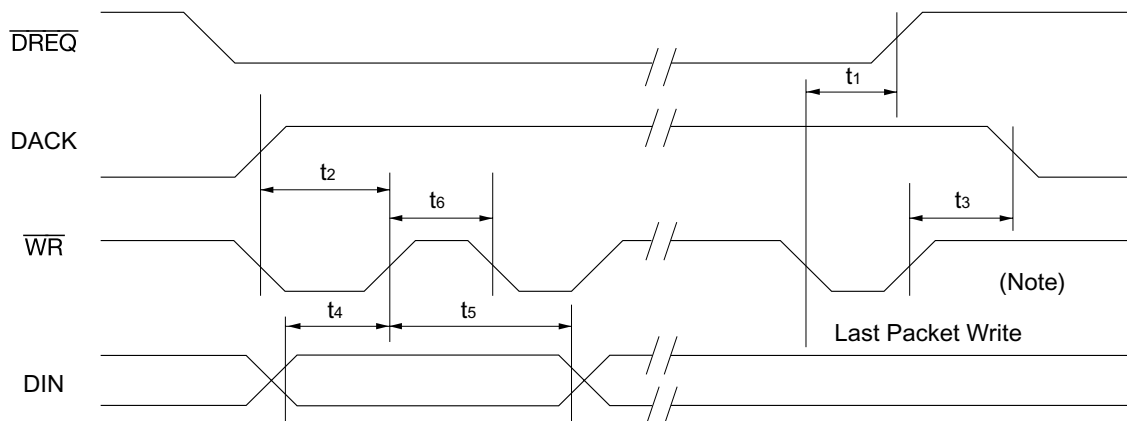 DREQ
t1
DACK
t2
t6
t3
WR
(Note)
t4
t5
Last Packet Write
DIN